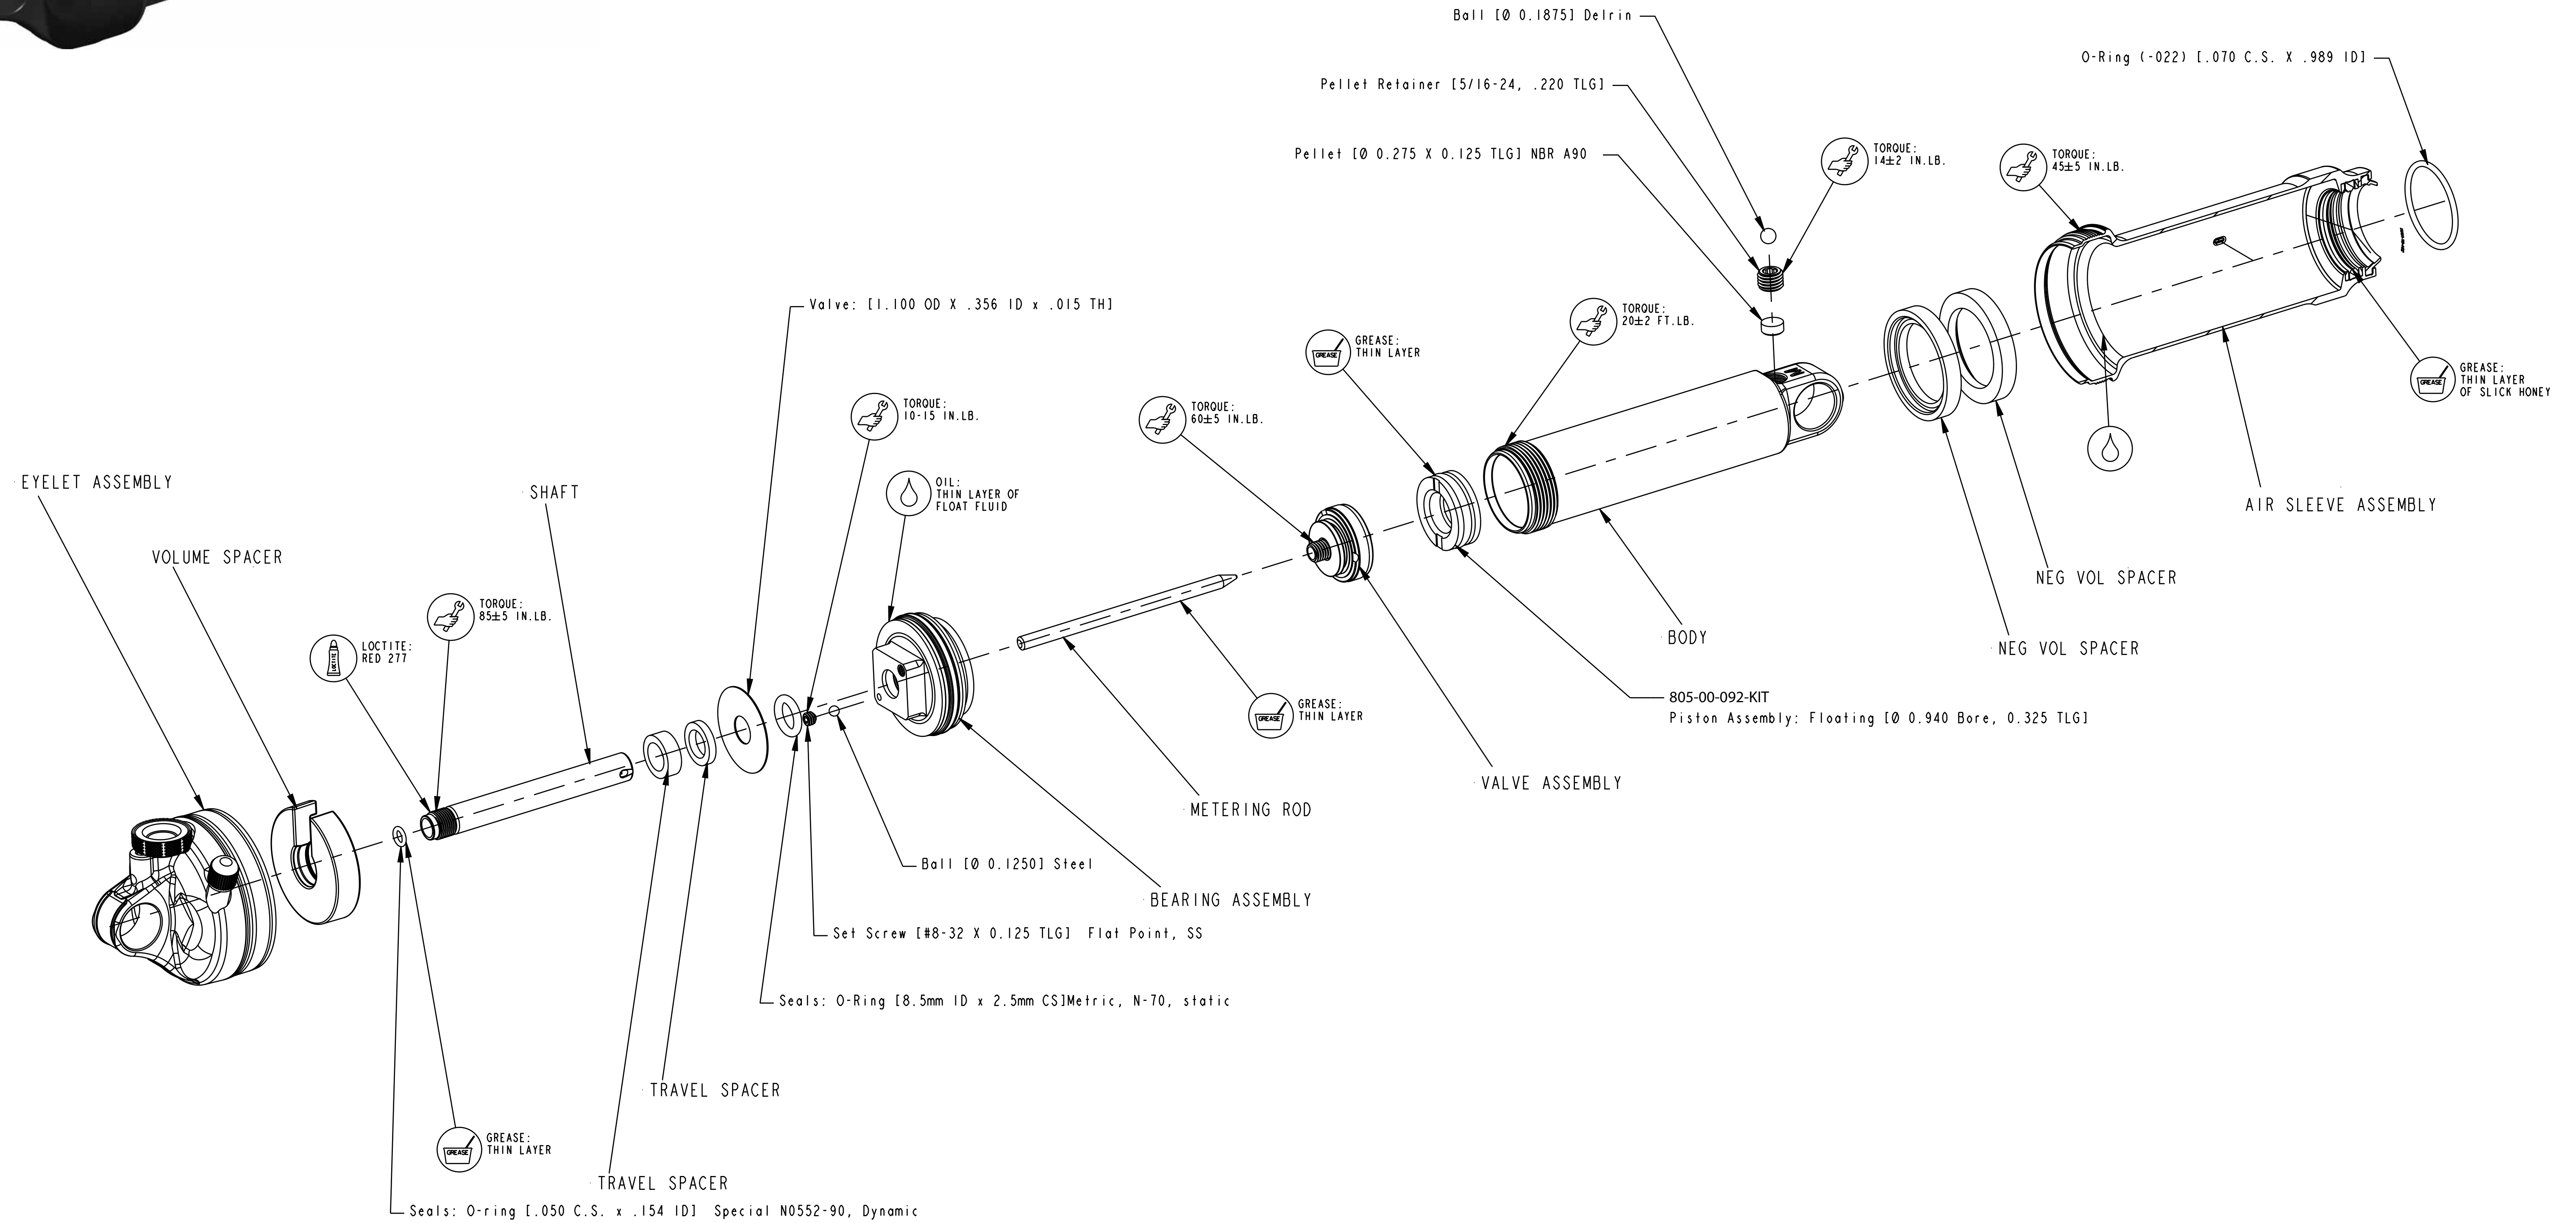 Ball [Ø 0.1875] Delrin
O-Ring (-022) [.070 C.S. X .989 ID]
Pellet Retainer [5/16-24, .220 TLG]
Pellet [Ø 0.275 X 0.125 TLG] NBR A90
TORQUE:
14±2 IN.LB.
TORQUE:
45±5 IN.LB.
Valve: [1.100 OD X .356 ID x .015 TH]
TORQUE:
20±2 FT.LB.
GREASE
GREASE:
THIN LAYER
GREASE
GREASE:
THIN LAYER
OF SLICK HONEY
TORQUE:
10-15 IN.LB.
TORQUE:
60±5 IN.LB.
EYELET ASSEMBLY
SHAFT
OIL:
THIN LAYER OF
FLOAT FLUID
AIR SLEEVE ASSEMBLY
VOLUME SPACER
NEG VOL SPACER
TORQUE:
85±5 IN.LB.
LOCTITE
LOCTITE:
RED 277
BODY
NEG VOL SPACER
GREASE
GREASE:
THIN LAYER
805-00-092-KIT
Piston Assembly: Floating [Ø 0.940 Bore, 0.325 TLG]
VALVE ASSEMBLY
METERING ROD
Ball [Ø 0.1250] Steel
BEARING ASSEMBLY
Set Screw [#8-32 X 0.125 TLG] Flat Point, SS
Seals: O-Ring [8.5mm ID x 2.5mm CS]Metric, N-70, static
TRAVEL SPACER
GREASE
GREASE:
THIN LAYER
TRAVEL SPACER
Seals: O-ring [.050 C.S. x .154 ID] Special N0552-90, Dynamic